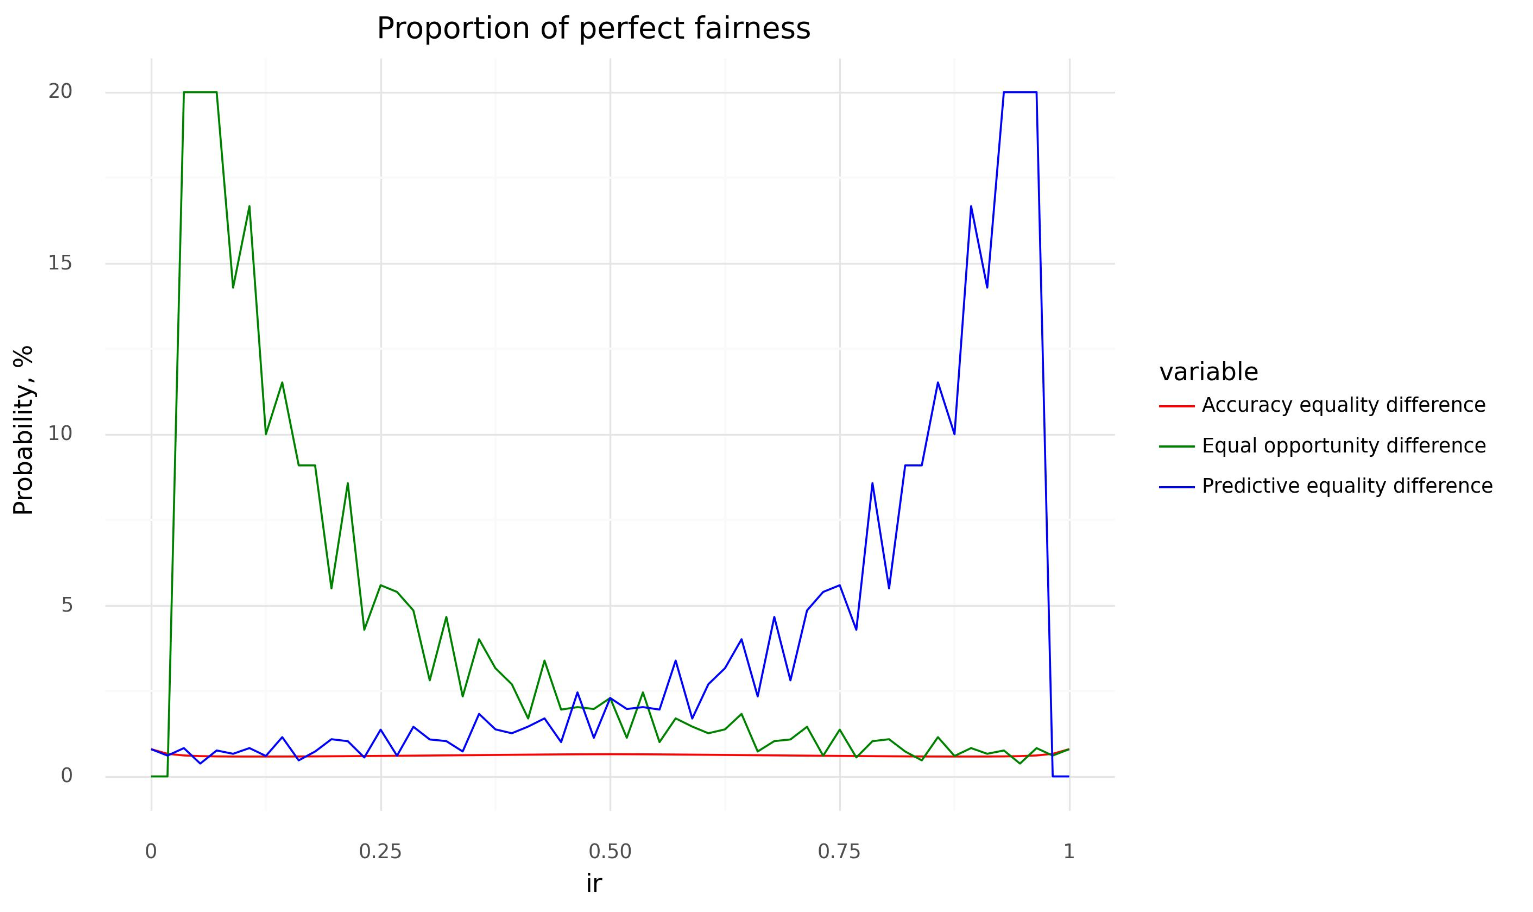 Proportion of perfect fairness
Probability, %
20
15
10
5
0
0 0.25 0.50 0.75 1
ir
variable
Accuracy equality difference
Equal opportunity difference
Predictive equality difference